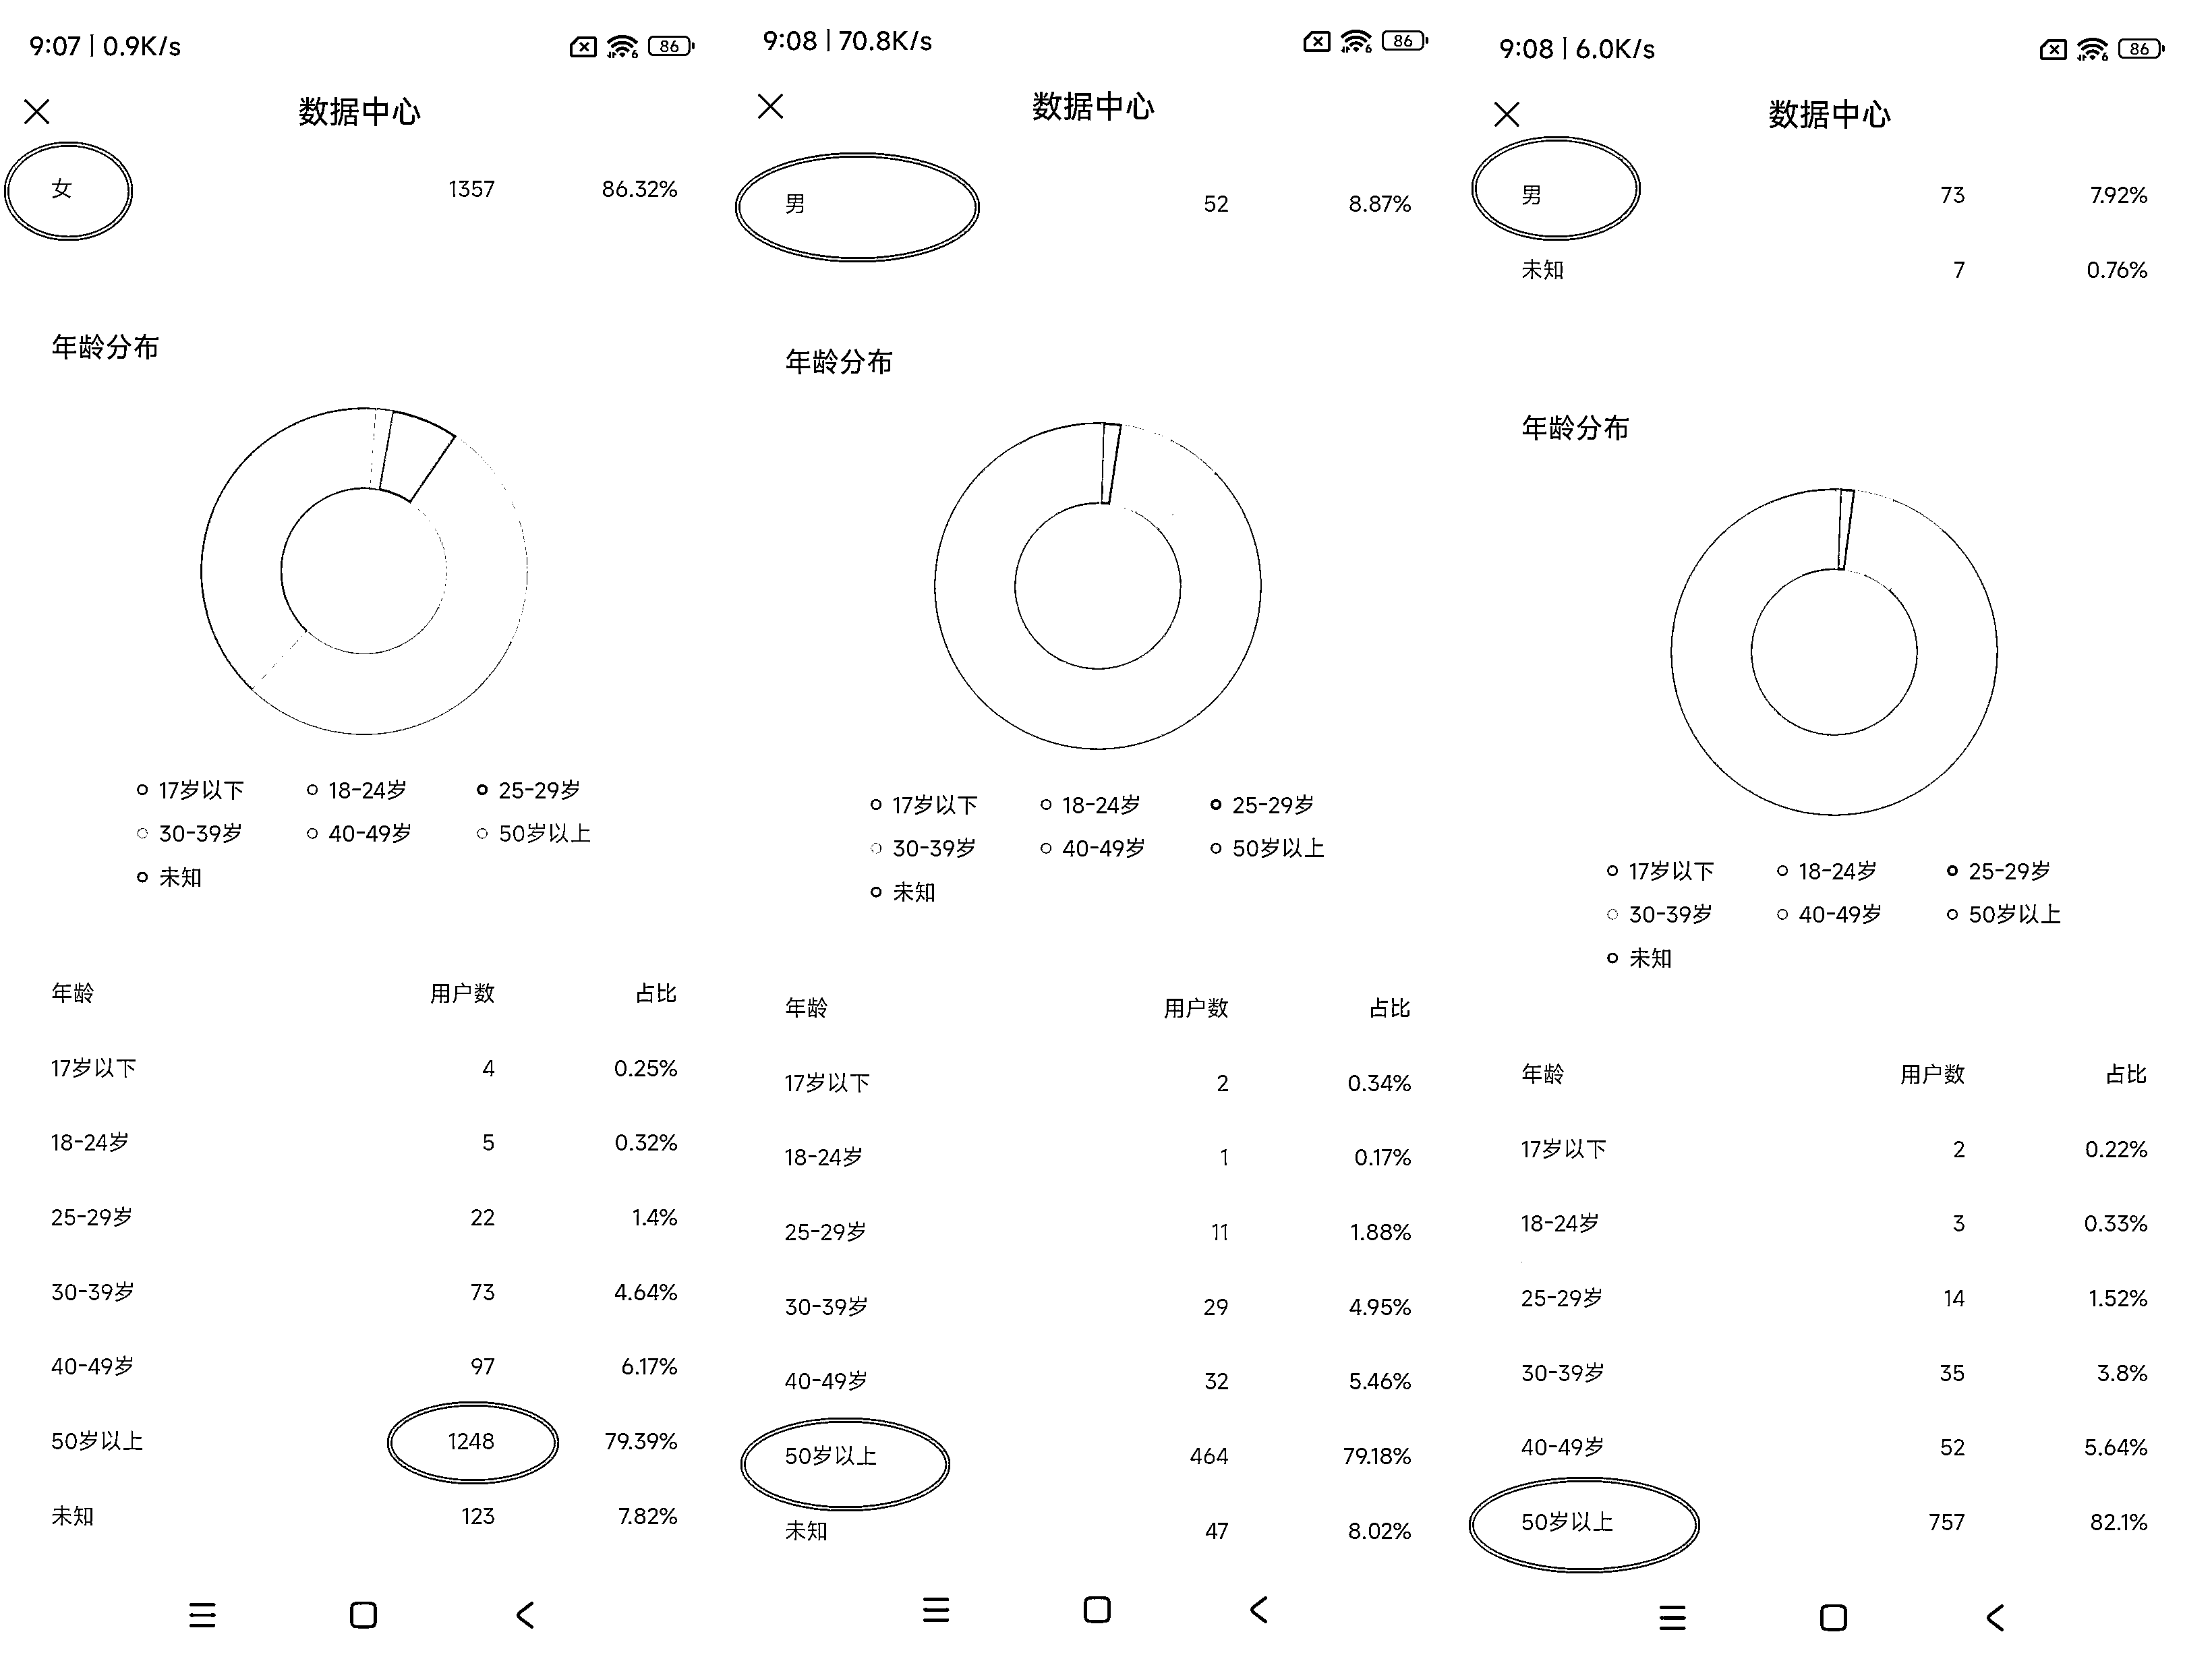 9:07 | 0.9K/s
86
数据中心
女 1357 86.32%
年龄分布
17岁以下 18-24岁 25-29岁
30-39岁 40-49岁 50岁以上
未知
年龄 用户数 占比
17岁以下 4 0.25%
18-24岁 5 0.32%
25-29岁 22 1.4%
30-39岁 73 4.64%
40-49岁 97 6.17%
50岁以上 1248 79.39%
未知 123 7.82%
9:08 | 70.8K/s
86
数据中心
男 52 8.87%
年龄分布
17岁以下 18-24岁 25-29岁
30-39岁 40-49岁 50岁以上
未知
年龄 用户数 占比
17岁以下 2 0.34%
18-24岁 1 0.17%
25-29岁 11 1.88%
30-39岁 29 4.95%
40-49岁 32 5.46%
50岁以上 464 79.18%
未知 47 8.02%
9:08 | 6.0K/s
86
数据中心
男 73 7.92%
未知 7 0.76%
年龄分布
17岁以下 18-24岁 25-29岁
30-39岁 40-49岁 50岁以上
未知
年龄 用户数 占比
17岁以下 2 0.22%
18-24岁 3 0.33%
25-29岁 14 1.52%
30-39岁 35 3.8%
40-49岁 52 5.64%
50岁以上 757 82.1%